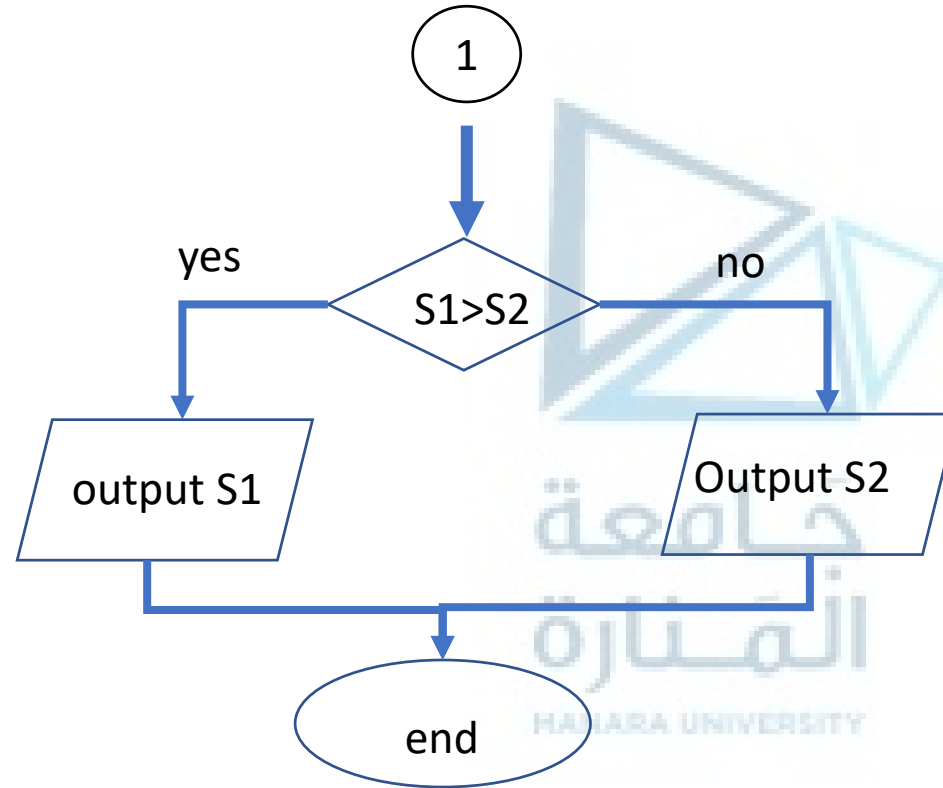 1
yes
no
S1>S2
output S1
Output S2
جامعة
المنارة
MANARA UNIVERSITY
end